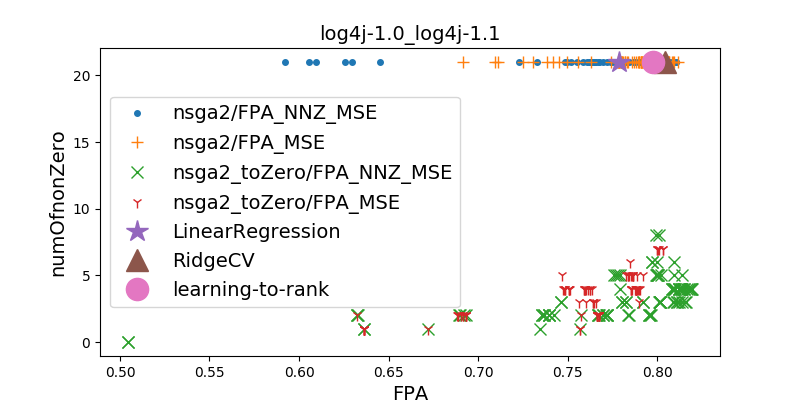 log4j-1.0_log4j-1.1
numOfnonZero
20
15
10
5
0
nsga2/FPA_NNZ_MSE
nsga2/FPA_MSE
nsga2_toZero/FPA_NNZ_MSE
nsga2_toZero/FPA_MSE
LinearRegression
RidgeCV
learning-to-rank
0.50 0.55 0.60 0.65 0.70 0.75 0.80
FPA